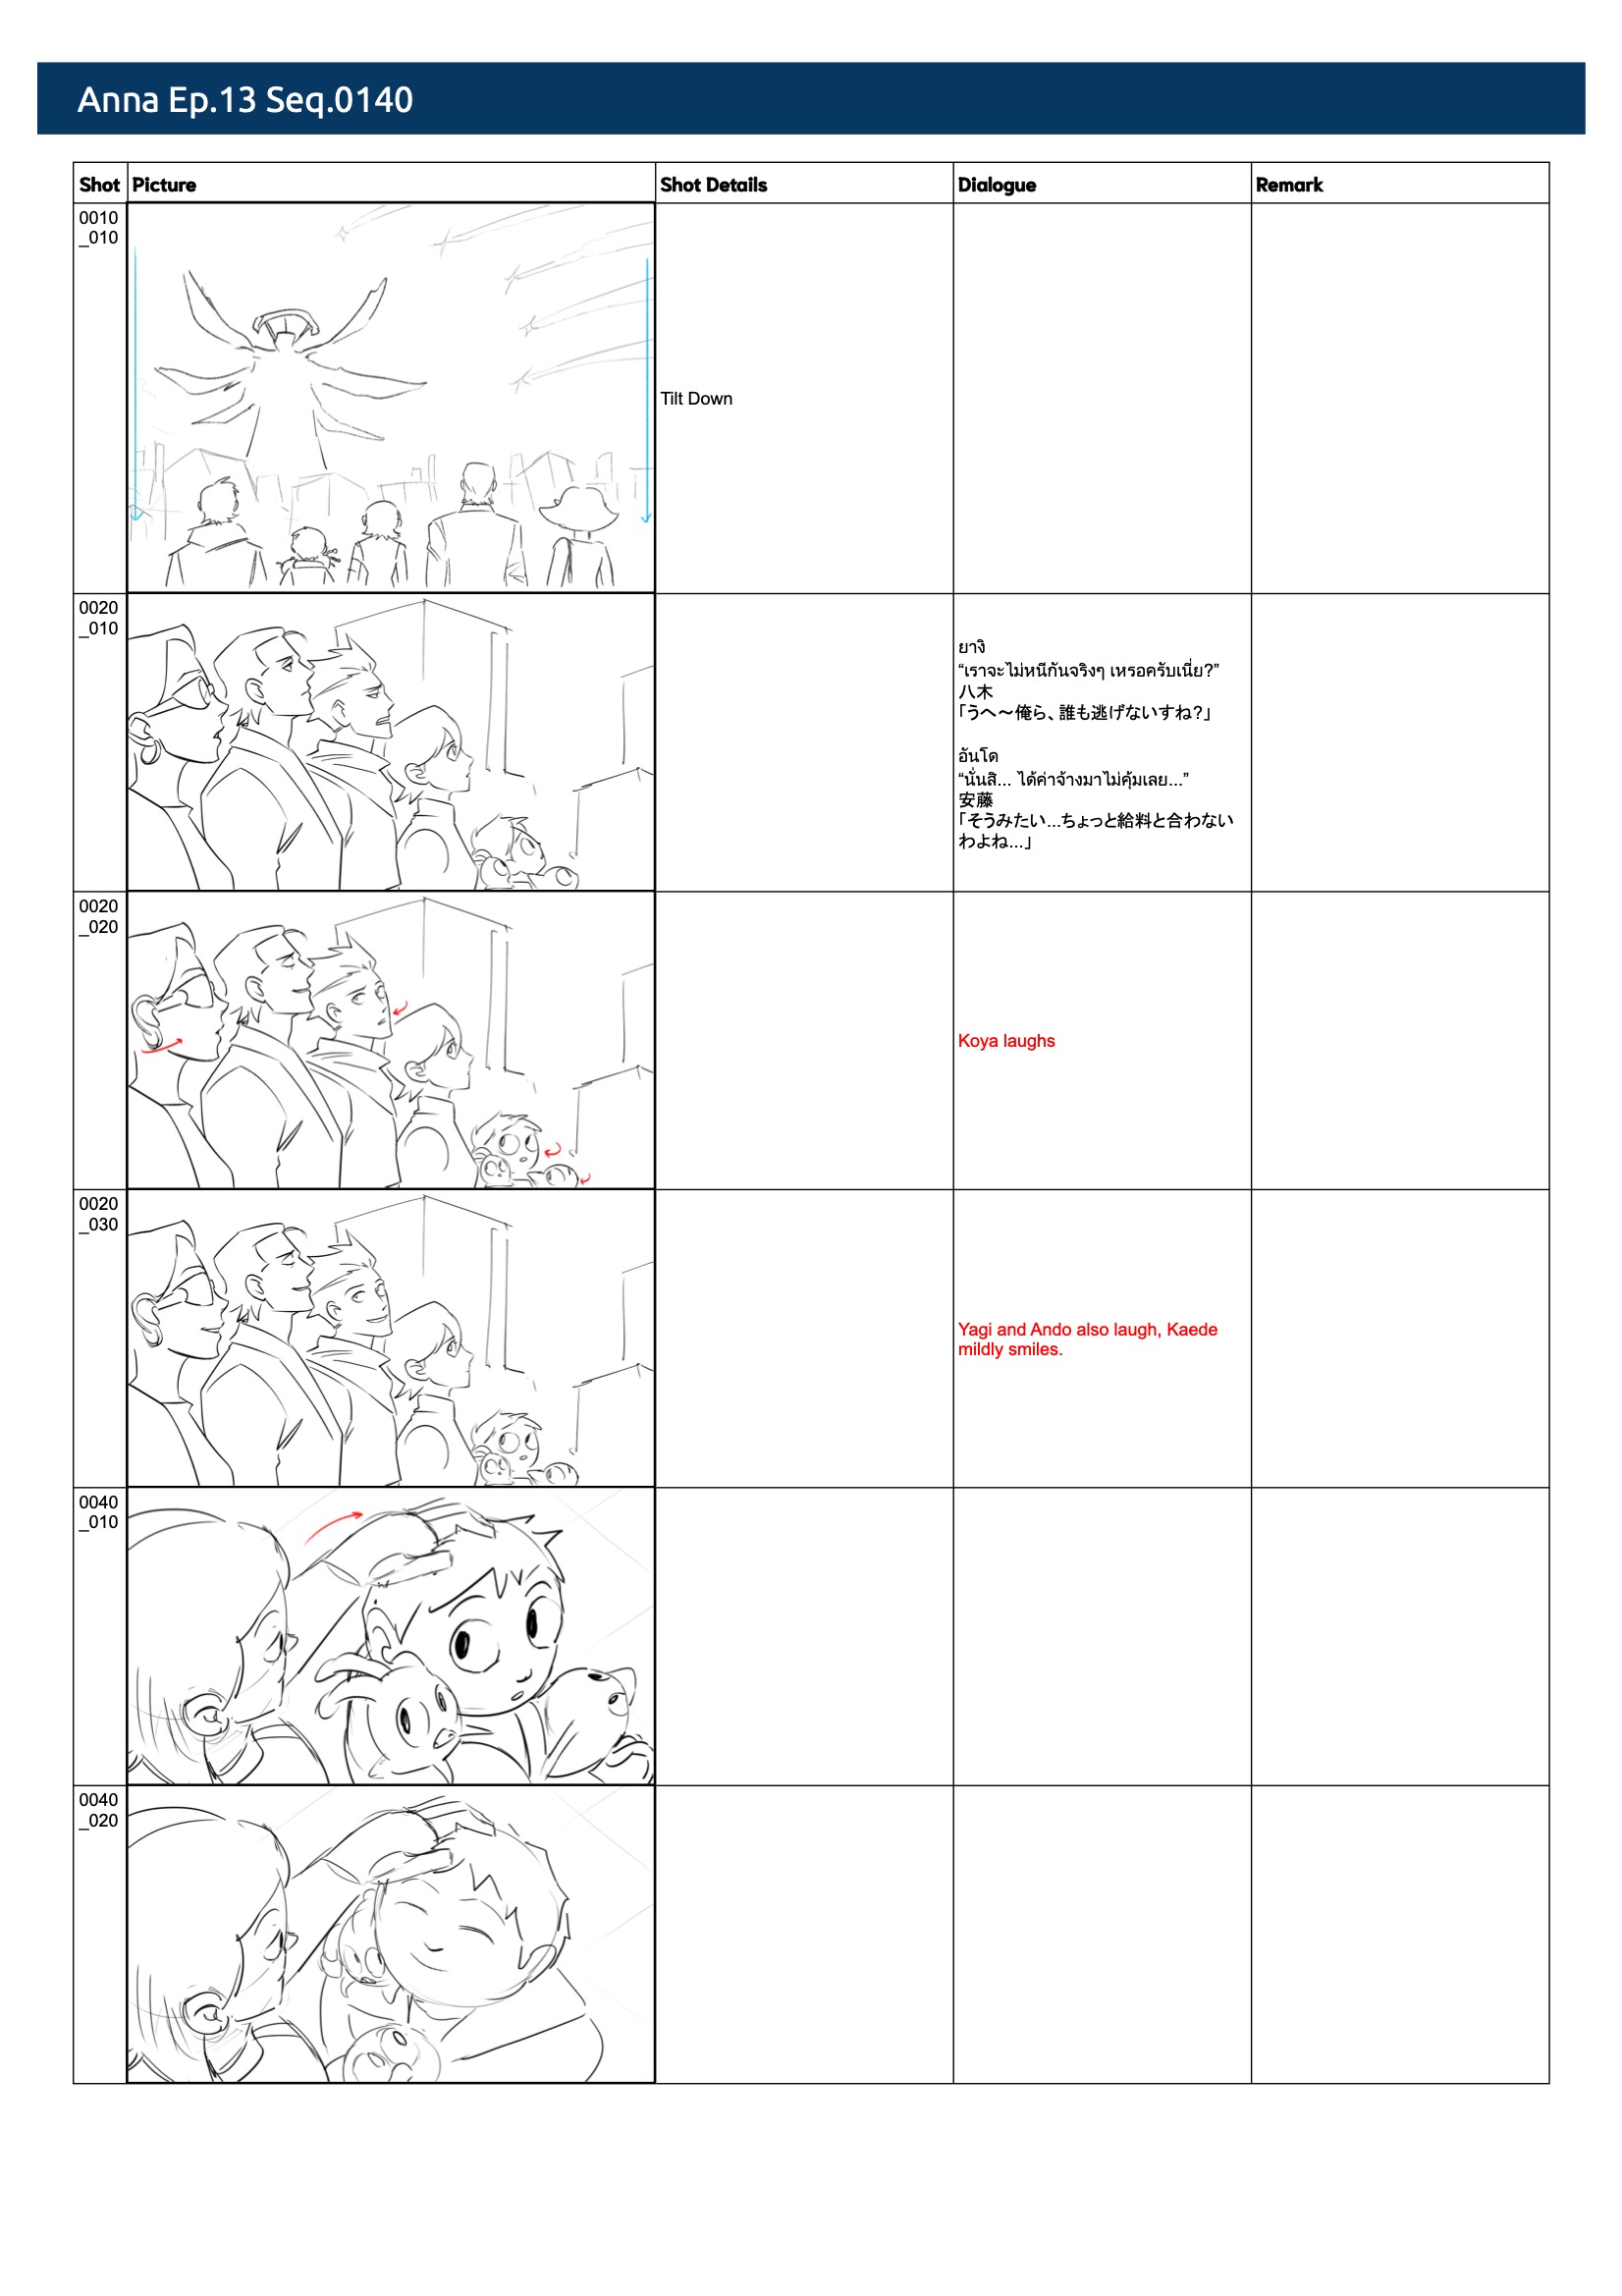 Anna Ep.13 Seq.0140
Shot Picture Shot Details Dialogue Remark
0010
_010
Tilt Down
0020
_010
ยางิ
“เราจะไม่หนีกันจริงๆ เหรอครับเนี่ย?”
八木
「うへ〜俺ら、誰も逃げないすね?」
อันโด
“นั่นสิ... ได้ค่าจ้างมาไม่คุ้มเลย...”
安藤
「そうみたい...ちょっと給料と合わない
わよね...」
0020
_020
Koya laughs
0020
_030
Yagi and Ando also laugh, Kaede
mildly smiles.
0040
_010
0040
_020